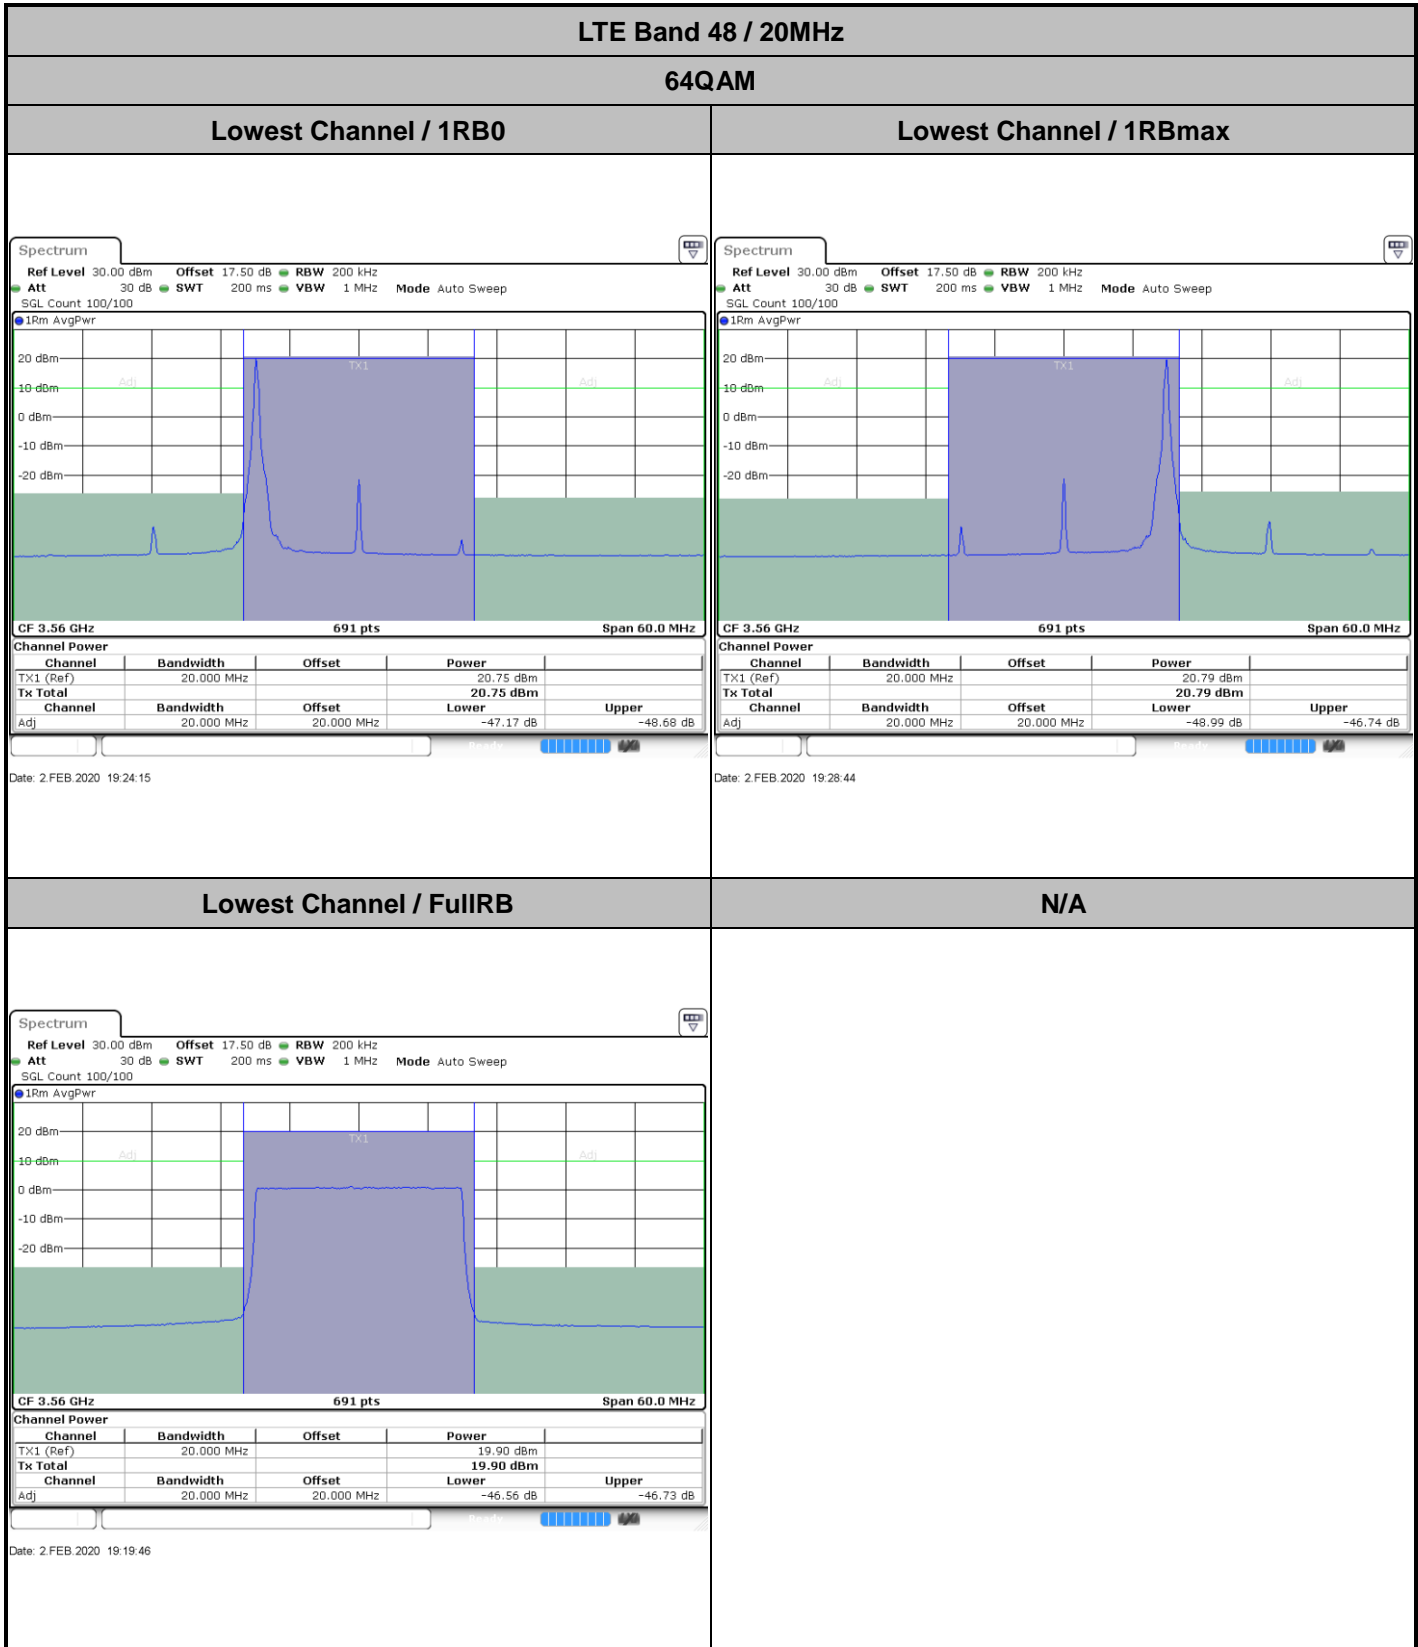 LTE Band 48 / 20MHz
64QAM
Lowest Channel / 1RB0
Lowest Channel / 1RBmax
Spectrum
Ref Level 30.00 dBm Offset 17.50 dB RBW 200 kHz
Att 30 dB SWT 200 ms VBW 1 MHz Mode Auto Sweep
SGL Count 100/100
1Rm AvgPwr
20 dBm
10 dBm
0 dBm
-10 dBm
-20 dBm
Adj
TX1
Adj
CF 3.56 GHz 691 pts Span 60.0 MHz
Channel Power
Channel Bandwidth Offset Power
TX1 (Ref) 20.000 MHz 20.75 dBm
Tx Total 20.75 dBm
Channel Bandwidth Offset Lower Upper
Adj 20.000 MHz 20.000 MHz -47.17 dB -48.68 dB
Ready
Date: 2.FEB.2020 19:24:15
Spectrum
Ref Level 30.00 dBm Offset 17.50 dB RBW 200 kHz
Att 30 dB SWT 200 ms VBW 1 MHz Mode Auto Sweep
SGL Count 100/100
1Rm AvgPwr
20 dBm
10 dBm
0 dBm
-10 dBm
-20 dBm
Adj
TX1
Adj
CF 3.56 GHz 691 pts Span 60.0 MHz
Channel Power
Channel Bandwidth Offset Power
TX1 (Ref) 20.000 MHz 20.79 dBm
Tx Total 20.79 dBm
Channel Bandwidth Offset Lower Upper
Adj 20.000 MHz 20.000 MHz -48.99 dB -46.74 dB
Ready
Date: 2.FEB.2020 19:28:44
Lowest Channel / FullRB
N/A
Spectrum
Ref Level 30.00 dBm Offset 17.50 dB RBW 200 kHz
Att 30 dB SWT 200 ms VBW 1 MHz Mode Auto Sweep
SGL Count 100/100
1Rm AvgPwr
20 dBm
10 dBm
0 dBm
-10 dBm
-20 dBm
Adj
TX1
Adj
CF 3.56 GHz 691 pts Span 60.0 MHz
Channel Power
Channel Bandwidth Offset Power
TX1 (Ref) 20.000 MHz 19.90 dBm
Tx Total 19.90 dBm
Channel Bandwidth Offset Lower Upper
Adj 20.000 MHz 20.000 MHz -46.56 dB -46.73 dB
Ready
Date: 2.FEB.2020 19:19:46